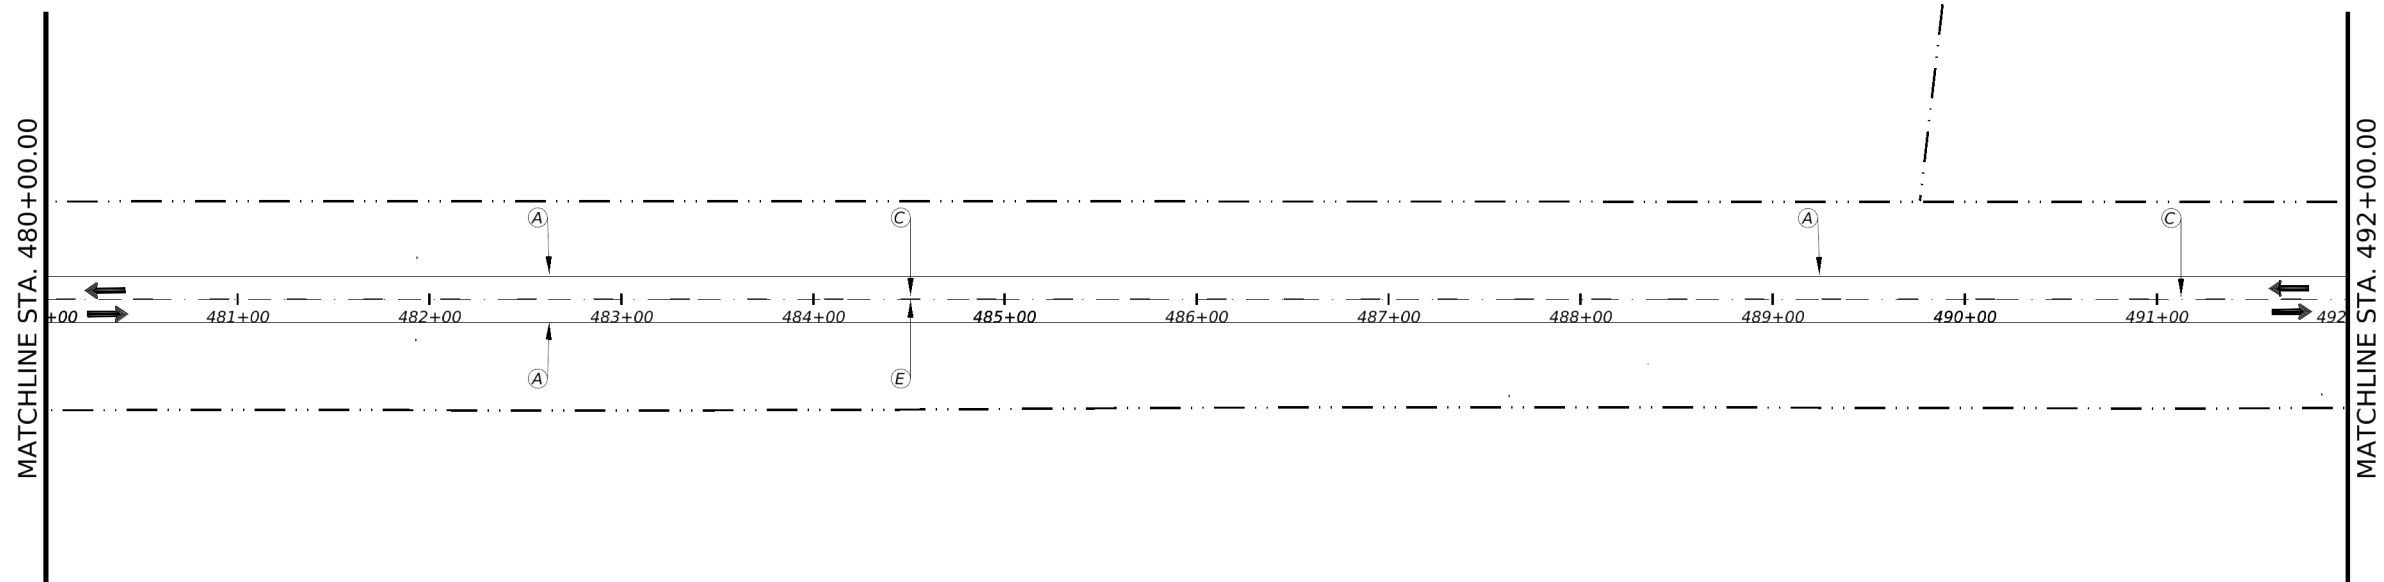 MATCHLINE STA. 480+00.00
A
C
A
C
+00
481+00
482+00
483+00
484+00
485+00
486+00
487+00
488+00
489+00
490+00
491+00
492
A
E
MATCHLINE STA. 492+00.00